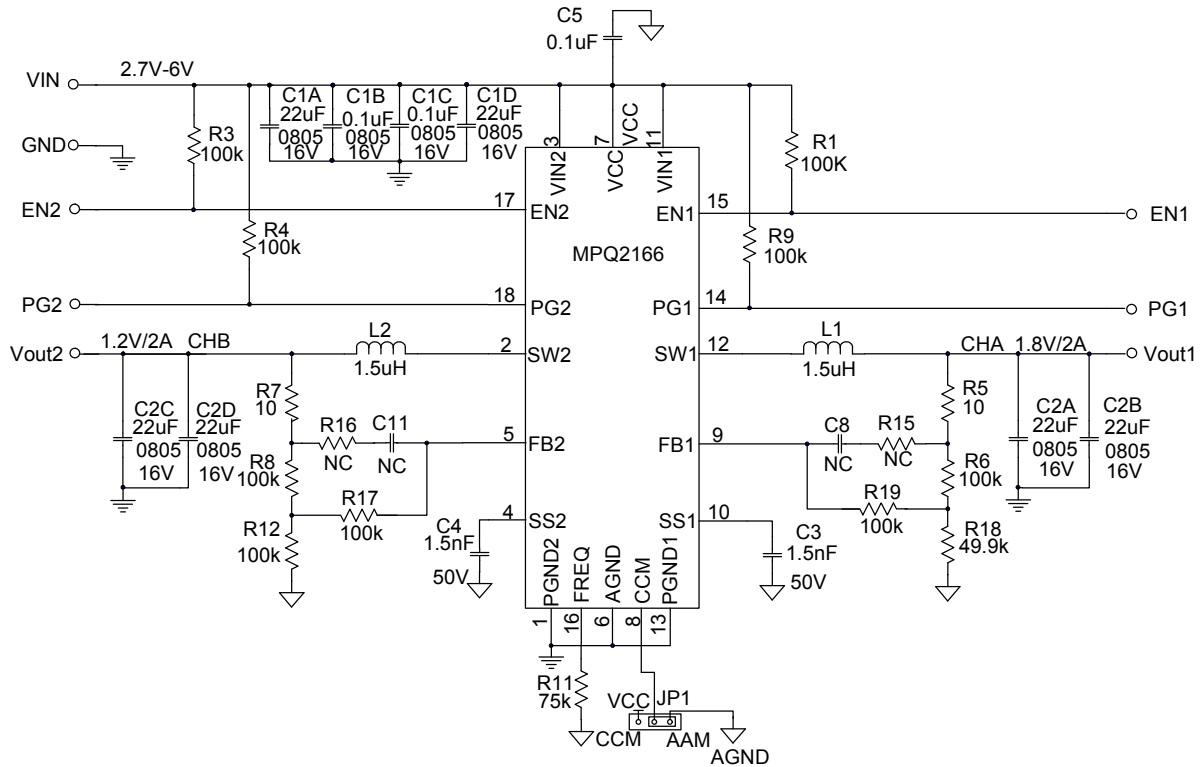 C5
0.1uF
VIN
2.7V-6V
C1A
22uF
0805
16V
C1B
0.1uF
0805
16V
C1C
0.1uF
0805
16V
C1D
22uF
0805
16V
GND
R3
100k
R1
100K
3
VIN2
7
VCC
VCC
11
VIN1
EN2
17
EN2
EN1
15
EN1
R4
100k
R9
100k
MPQ2166
PG2
18
PG2
PG1
14
PG1
Vout2
1.2V/2A
CHB
L2
1.5uH
2
SW2
SW1
12
L1
1.5uH
CHA
1.8V/2A
Vout1
R7
10
R5
10
C2C
22uF
0805
16V
C2D
22uF
0805
16V
R16
NC
C11
NC
5
FB2
FB1
9
C8
NC
R15
NC
C2A
22uF
0805
16V
C2B
22uF
0805
16V
R8
100k
R6
100k
R17
100k
R19
100k
R12
100k
R18
49.9k
4
SS2
SS1
10
C4
1.5nF
50V
C3
1.5nF
50V
PGND2
FREQ
AGND
CCM
PGND1
1
16
6
8
13
R11
75k
VCC
JP1
CCM
AAM
AGND